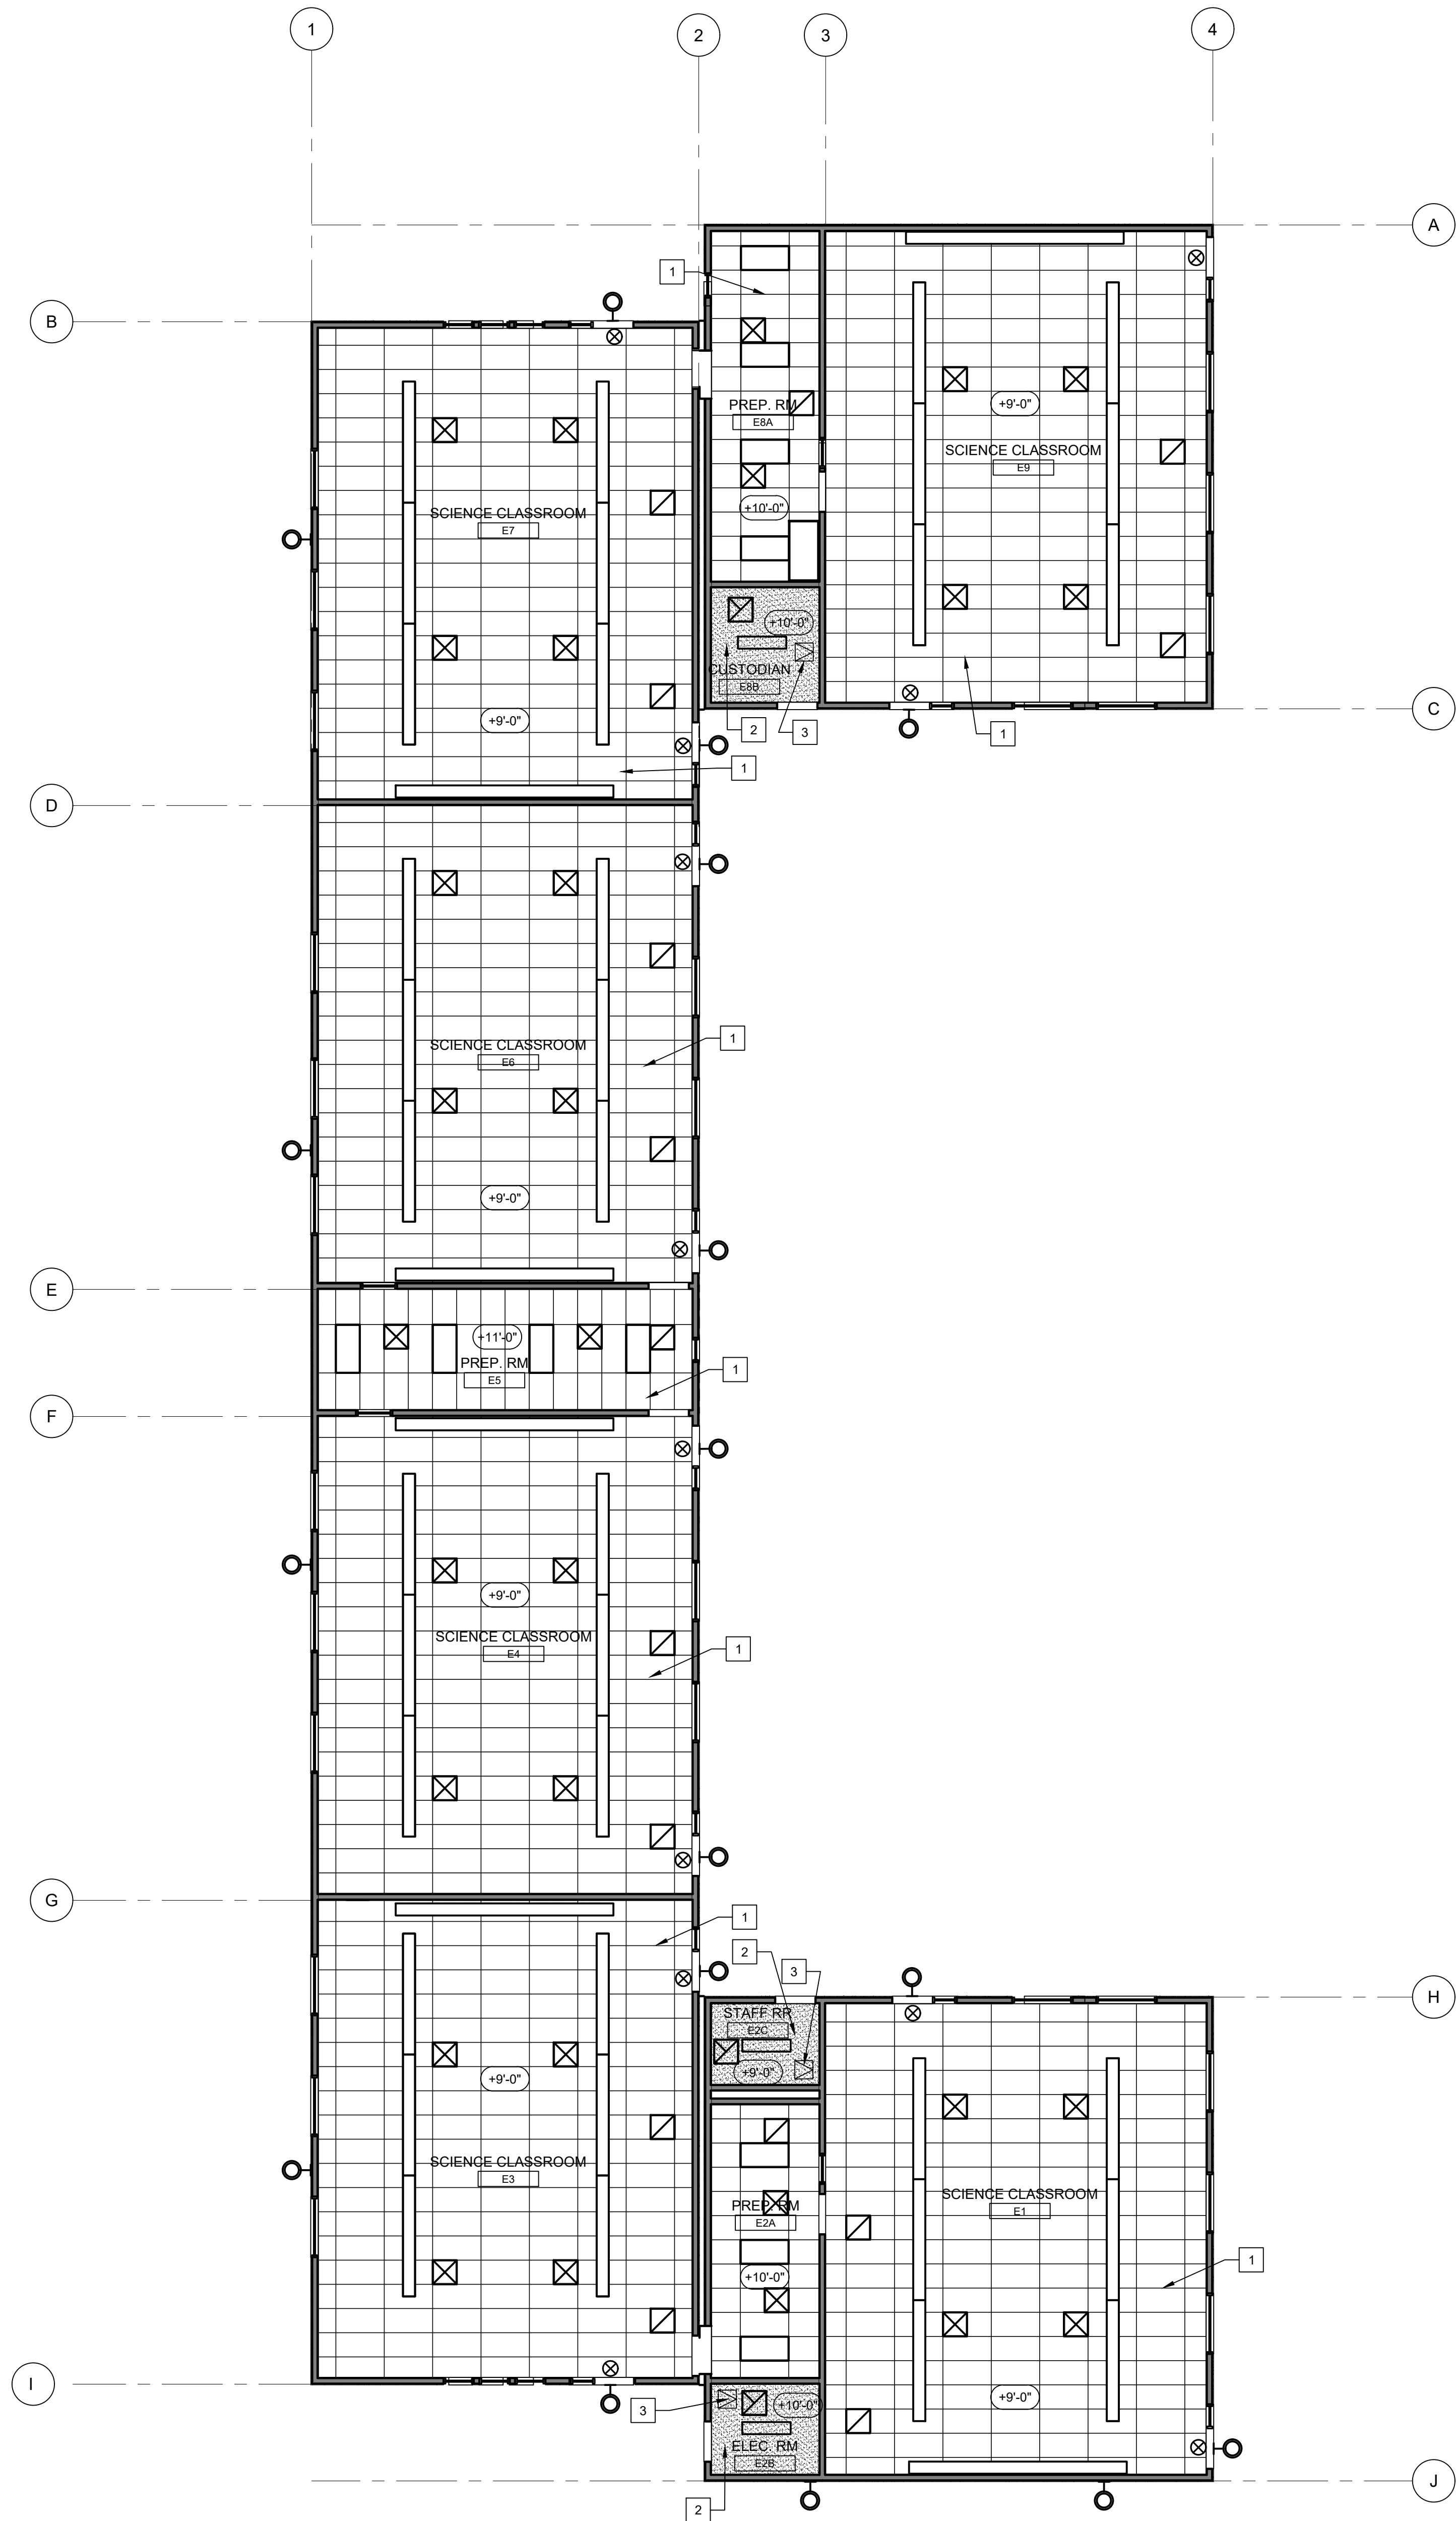 1
2
3
4
A
1
B
PREP. RM
E8A
+9'-0"
SCIENCE CLASSROOM
E9
+10'-0"
SCIENCE CLASSROOM
E7
+10'-0"
CUSTODIAN
E8B
C
+9'-0"
2
3
1
1
D
1
SCIENCE CLASSROOM
E6
+9'-0"
E
+11'-0"
PREP. RM
E5
1
F
+9'-0"
SCIENCE CLASSROOM
E4
1
G
1
2
3
H
STAFF RR
E2C
+9'-0"
+9'-0"
SCIENCE CLASSROOM
E3
PREP. RM
E2A
SCIENCE CLASSROOM
E1
1
+10'-0"
I
3
+10'-0"
+9'-0"
ELEC. RM
E2B
J
2